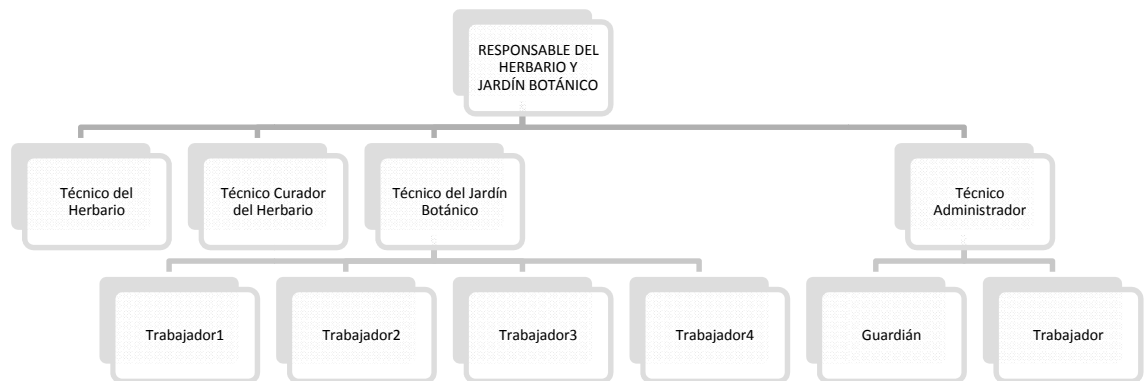 RESPONSABLE DEL
HERBARIO Y
JARDÍN BOTÁNICO
Técnico del
Herbario
Técnico Curador
del Herbario
Técnico del Jardín
Botánico
Técnico
Administrador
Trabajador1
Trabajador2
Trabajador3
Trabajador4
Guardián
Trabajador